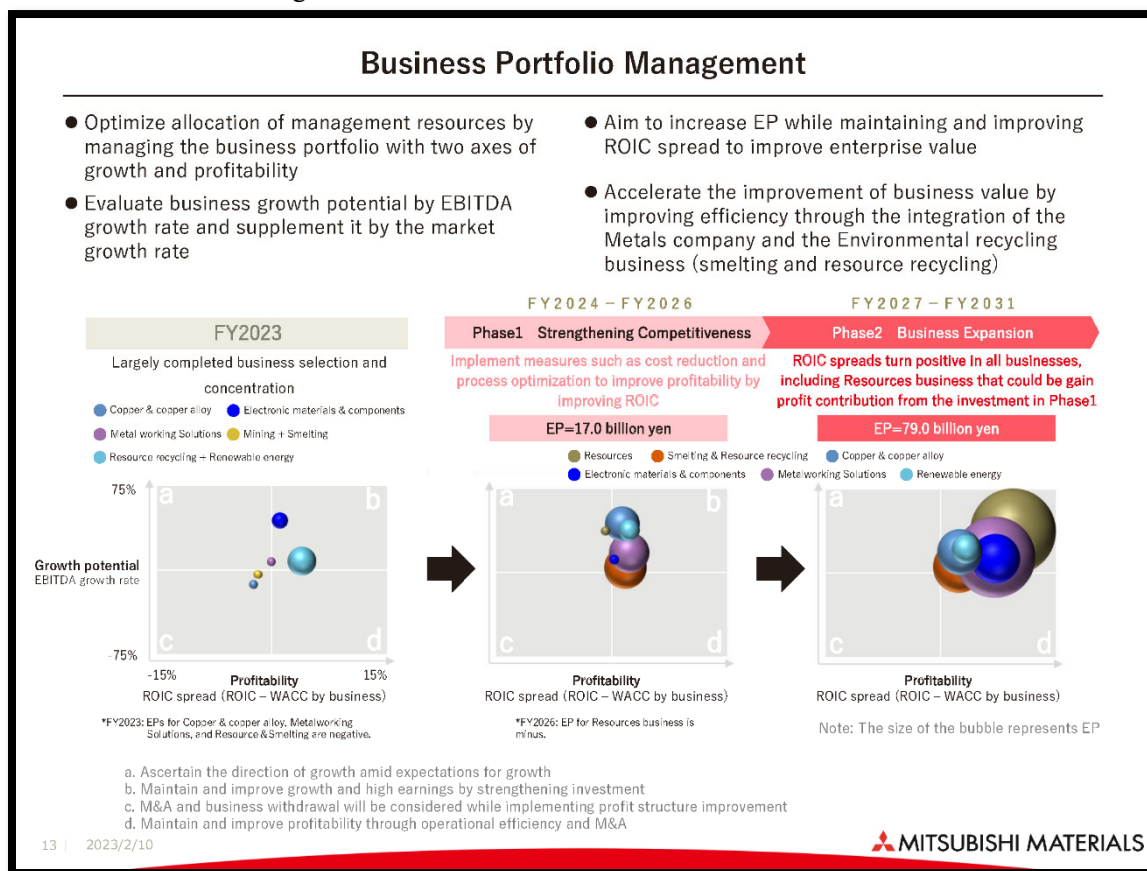 Business Portfolio Management
● Optimize allocation of management resources by
managing the business portfolio with two axes of
growth and profitability
● Evaluate business growth potential by EBITDA
growth rate and supplement it by the market
growth rate
● Aim to increase EP while maintaining and improving
ROIC spread to improve enterprise value
● Accelerate the improvement of business value by
improving efficiency through the integration of the
Metals company and the Environmental recycling
business (smelting and resource recycling)
FY2023
Largely completed business selection and
concentration
Copper & copper alloy Electronic materials & components
Metal working Solutions Mining + Smelting
Resource recycling + Renewable energy
75%
a b
Growth potential
EBITDA growth rate
c d
-75%
-15% 15%
Profitability
ROIC spread (ROIC – WACC by business)
*FY2023: EPs for Copper & copper alloy, Metalworking
Solutions, and Resource & Smelting are negative.
FY2024 – FY2026
Phase1 Strengthening Competitiveness
Implement measures such as cost reduction and
process optimization to improve profitability by
improving ROIC
EP=17.0 billion yen
FY2027 – FY2031
Phase2 Business Expansion
ROIC spreads turn positive in all businesses,
including Resources business that could be gain
profit contribution from the investment in Phase1
EP=79.0 billion yen
Resources Smelting & Resource recycling Copper & copper alloy
Electronic materials & components Metalworking Solutions Renewable energy
a b
c d
Profitability
ROIC spread (ROIC – WACC by business)
*FY2026: EP for Resources business is
minus.
a b
c d
Profitability
ROIC spread (ROIC – WACC by business)
Note: The size of the bubble represents EP
a. Ascertain the direction of growth amid expectations for growth
b. Maintain and improve growth and high earnings by strengthening investment
c. M&A and business withdrawal will be considered while implementing profit structure improvement
d. Maintain and improve profitability through operational efficiency and M&A
13 | 2023/2/10
MITSUBISHI MATERIALS